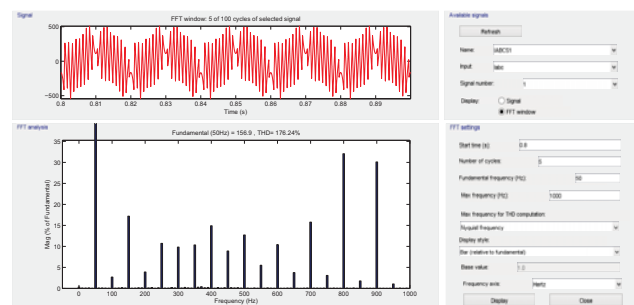 Signal
FFT window: 5 of 100 cycles of selected signal
500
0
-500
0.8 0.81 0.82 0.83 0.84 0.85 0.86 0.87 0.88 0.89
Time (s)
FFT analysis
Fundamental (50Hz) = 156.9 , THD= 176.24%
Mag (% of Fundamental)
35
30
25
20
15
10
5
0
0 100 200 300 400 500 600 700 800 900 1000
Frequency (Hz)
Available signals
Refresh
Name:
Input:
Signal number:
1
Display:
Signal
FFT window
FFT settings
Start time (s):
0.8
Number of cycles:
5
Fundamental frequency (Hz):
50
Max frequency (Hz):
1000
Max frequency for THD computation:
Nyquist frequency
Display style:
Bar (relative to fundamental)
Base value:
1.0
Frequency axis:
Hertz
Display
Close